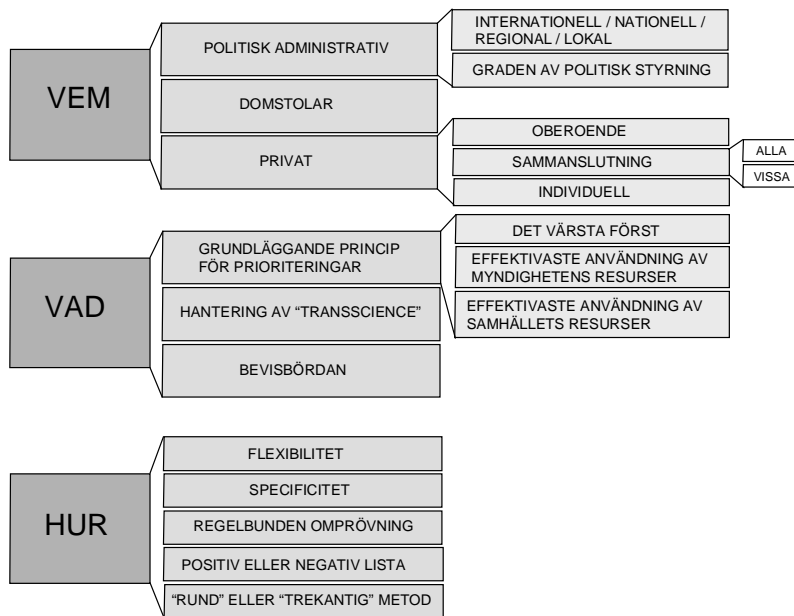 VEM
POLITISK ADMINISTRATIV
INTERNATIONELL / NATIONELL /
REGIONAL / LOKAL
GRADEN AV POLITISK STYRNING
DOMSTOLAR
PRIVAT
OBEROENDE
SAMMANSLUTNING
ALLA
VISSA
INDIVIDUELL
VAD
GRUNDLÄGGANDE PRINCIP
FÖR PRIORITERINGAR
DET VÄRSTA FÖRST
EFFEKTIVASTE ANVÄNDNING AV
MYNDIGHETENS RESURSER
EFFEKTIVASTE ANVÄNDNING AV
SAMHÄLLETS RESURSER
HANTERING AV “TRANSSCIENCE”
BEVISBÖRDAN
HUR
FLEXIBILITET
SPECIFICITET
REGELBUNDEN OMPRÖVNING
POSITIV ELLER NEGATIV LISTA
“RUND” ELLER “TREKANTIG” METOD